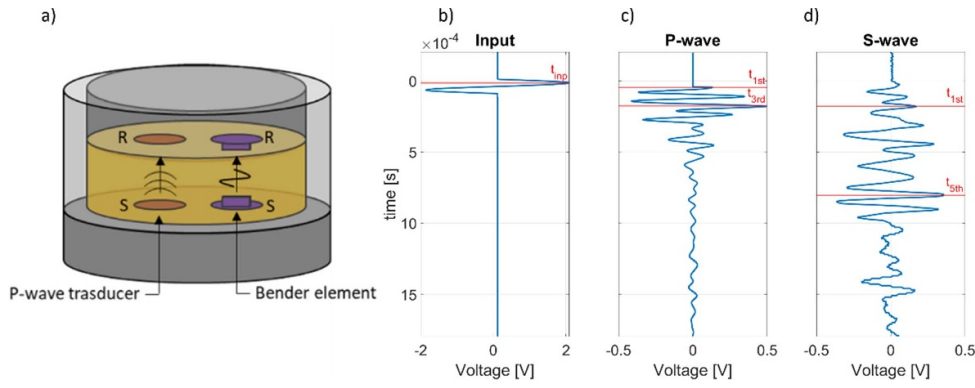 a)
R
R
S
S
P-wave trasducer
Bender element
b)
Input
×10⁻⁴
0
5
10
15
time [s]
t_inp
-2
0
2
Voltage [V]
c)
P-wave
t_1st
t_3rd
-0.5
0
0.5
Voltage [V]
d)
S-wave
t_1st
t_5th
-0.5
0
0.5
Voltage [V]